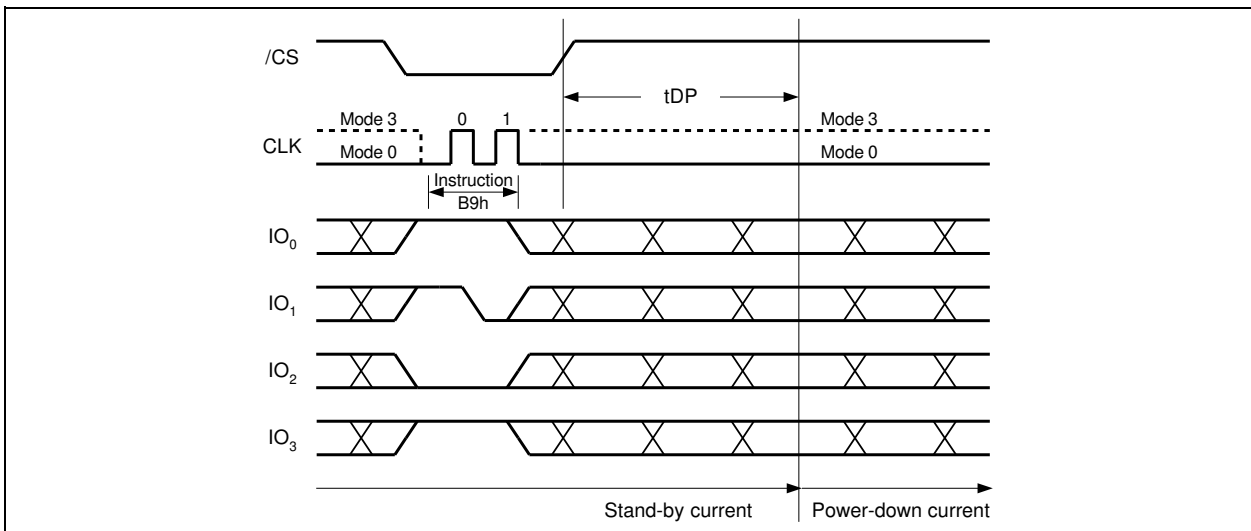 /CS
tDP
Mode 3 0 1 Mode 3
CLK
Mode 0 Mode 0
Instruction
B9h
IO0
IO1
IO2
IO3
Stand-by current Power-down current